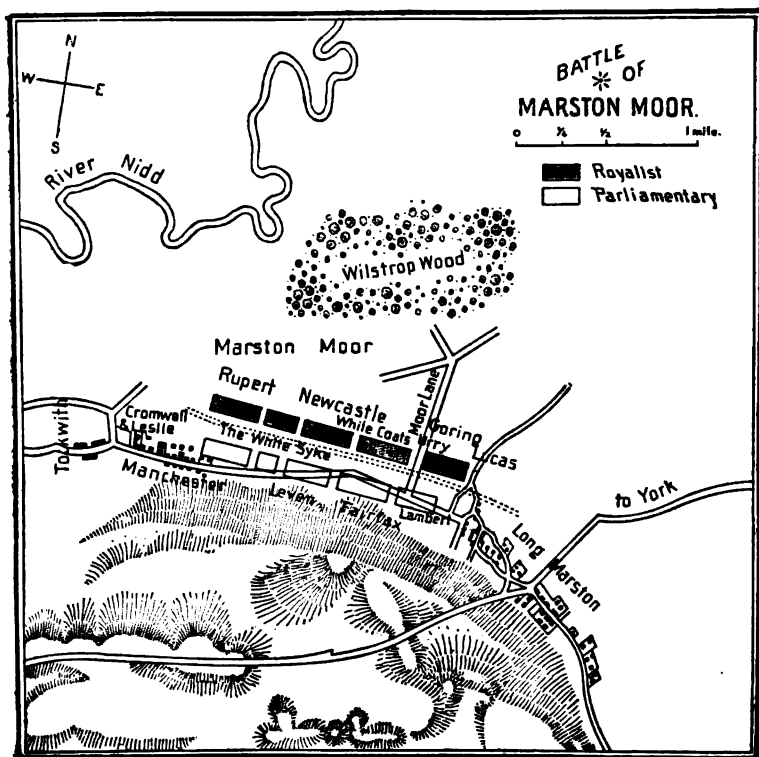 N
W E
S
BATTLE
OF
MARSTON MOOR.
0 ¼ ½ 1 mile.
Royalist
Parliamentary
River Nidd
Wilstrop Wood
Marston Moor
Rupert
Newcastle
White Coats
Urry
Goring
Lucas
Moor Lane
Cromwell
& Leslie
The White Syke
Tockwith
Manchester
Leven
Fairfax
Lambert
to York
Long Marston